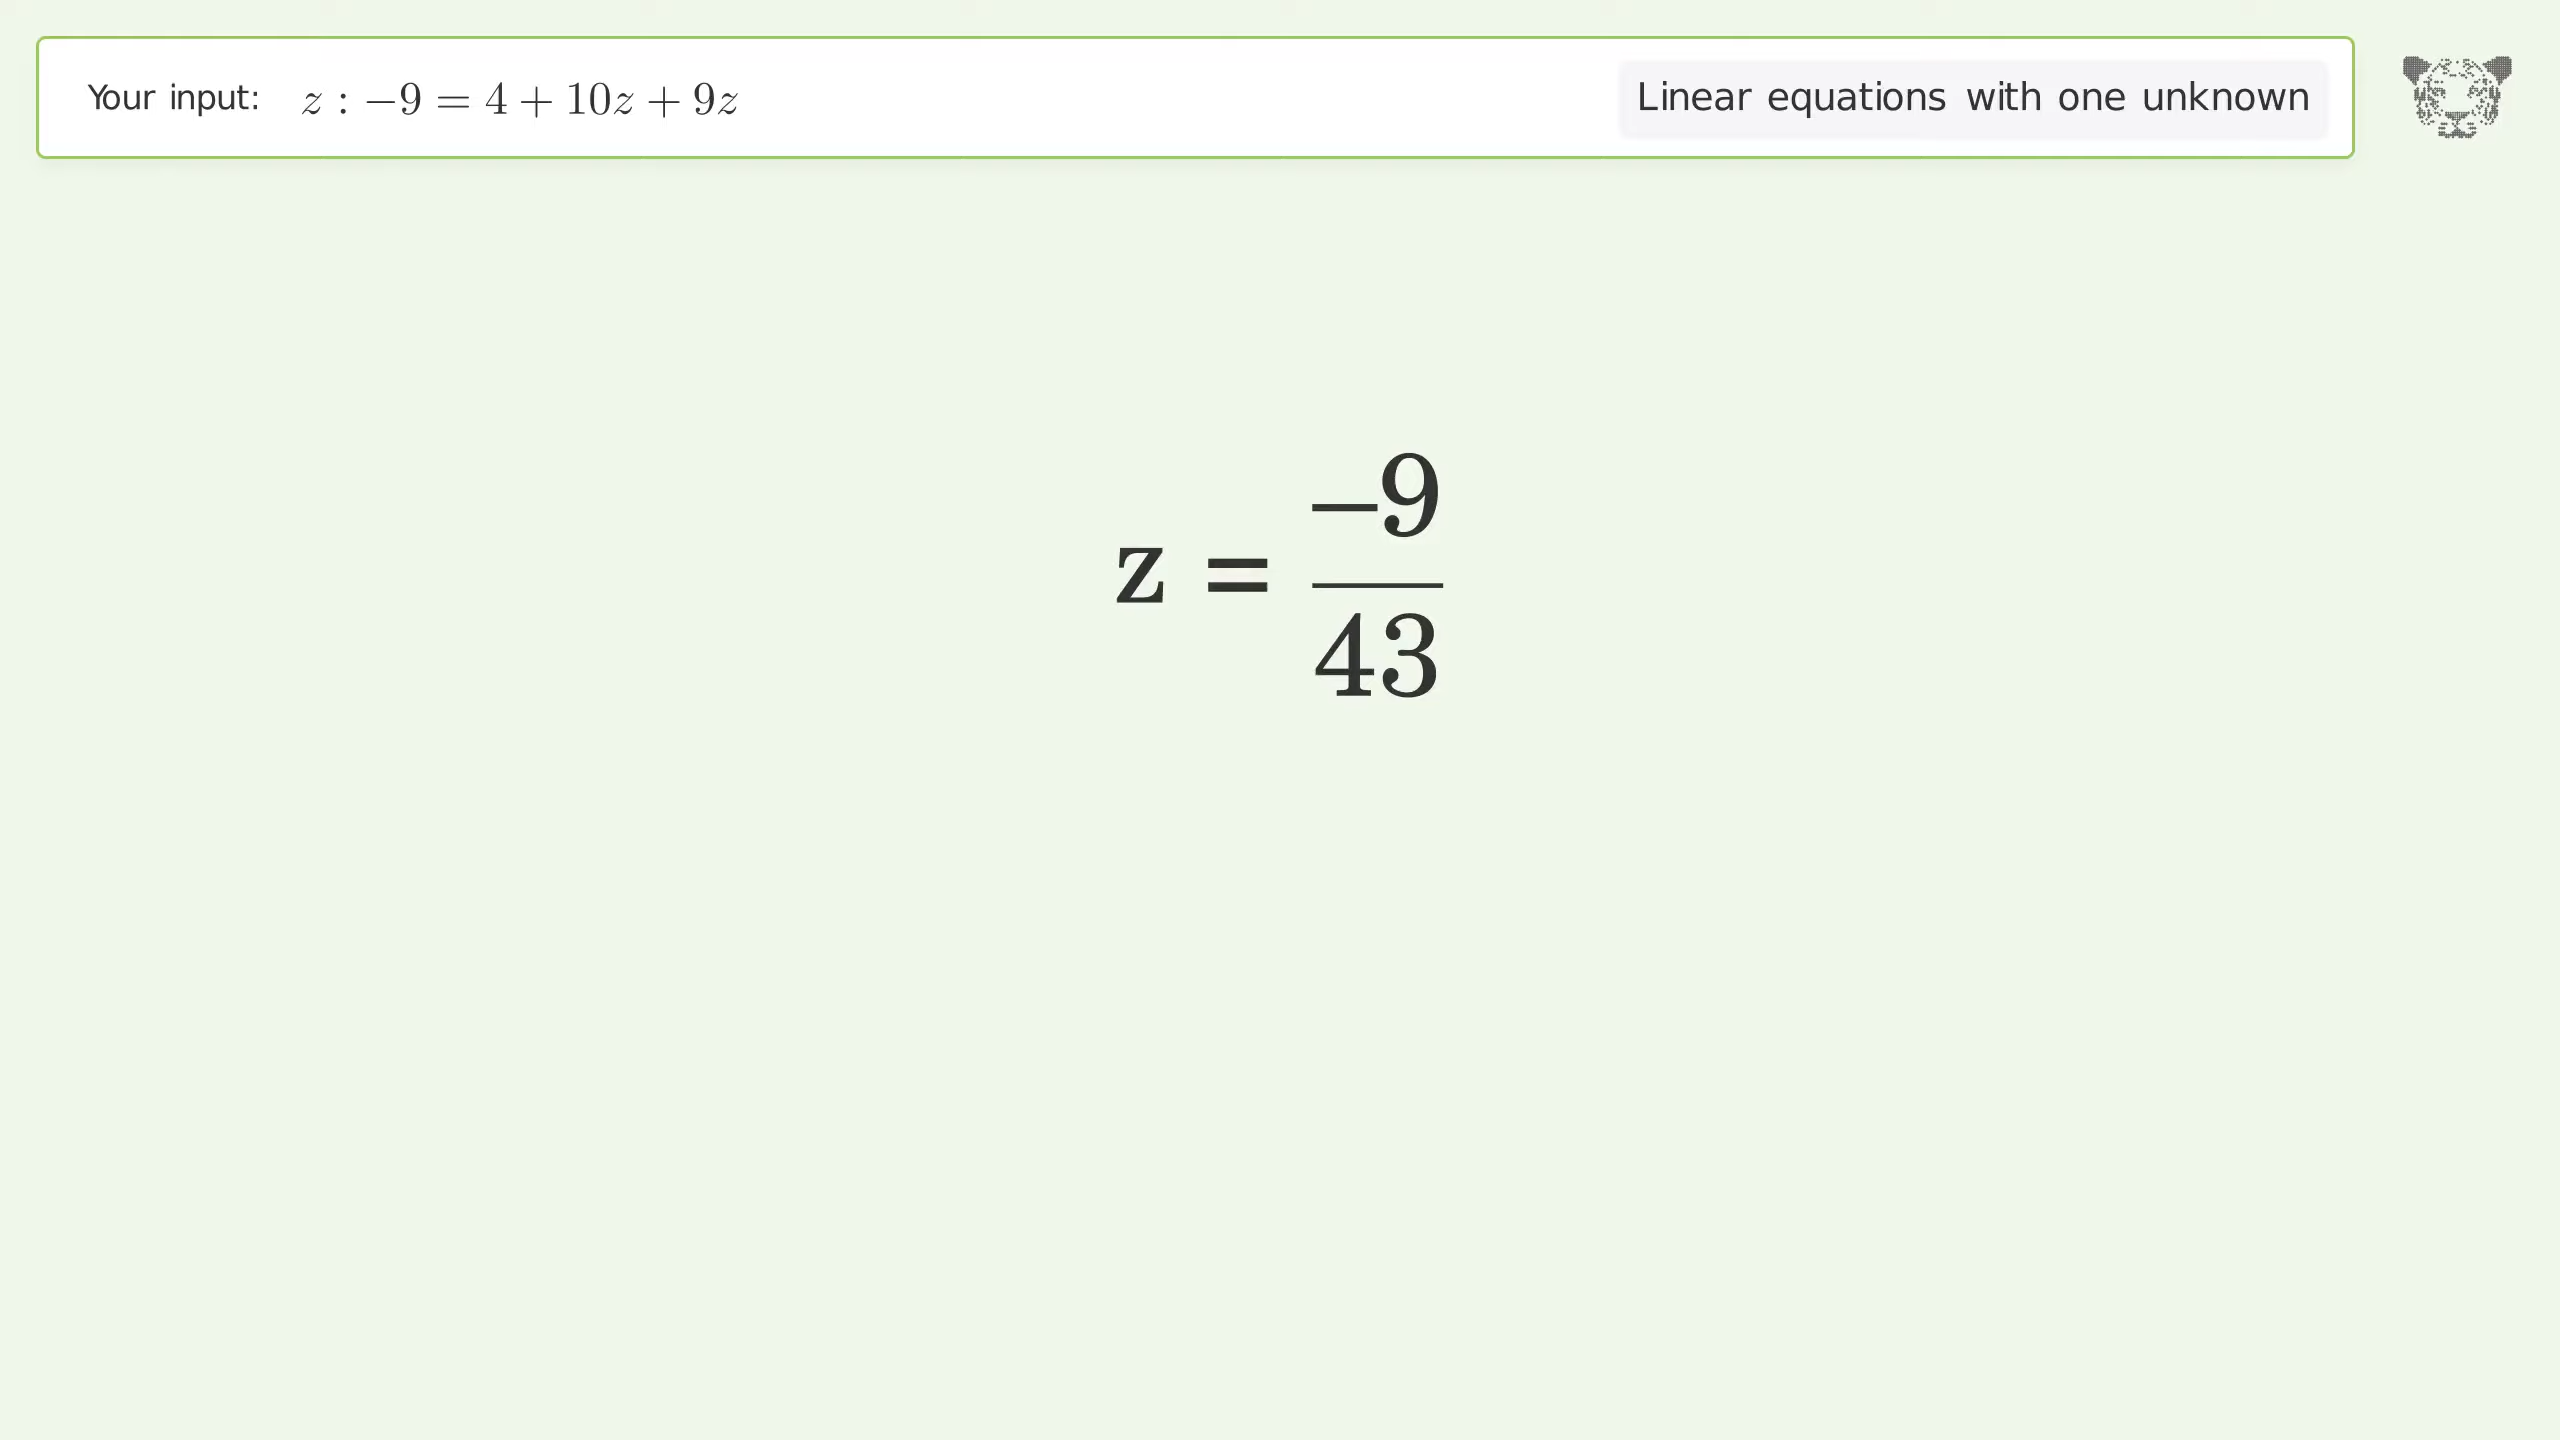 Your input: z : −9 = 4 + 10z + 9z
Linear equations with one unknown
z = −9/43